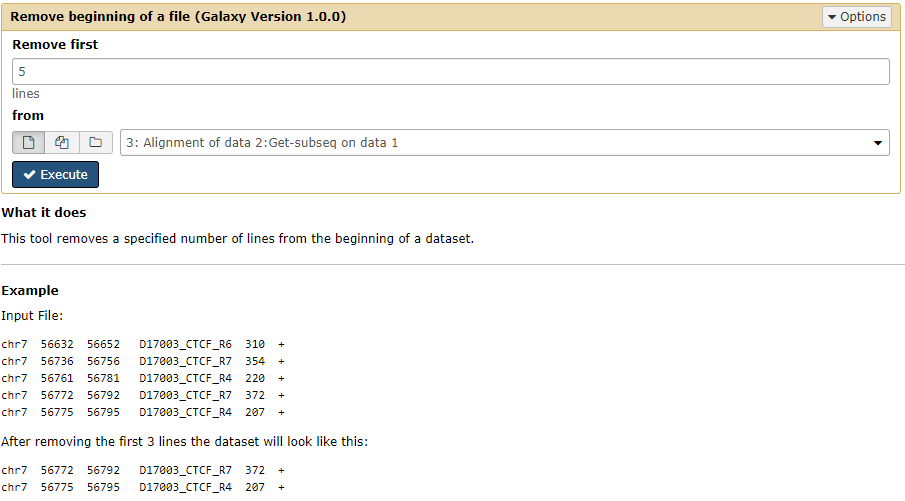 Remove beginning of a file (Galaxy Version 1.0.0)
Options
Remove first
5
lines
from
3: Alignment of data 2:Get-subseq on data 1
Execute
What it does
This tool removes a specified number of lines from the beginning of a dataset.
Example
Input File:
chr7 56632 56652 D17003_CTCF_R6 310 +
chr7 56736 56756 D17003_CTCF_R7 354 +
chr7 56761 56781 D17003_CTCF_R4 220 +
chr7 56772 56792 D17003_CTCF_R7 372 +
chr7 56775 56795 D17003_CTCF_R4 207 +
After removing the first 3 lines the dataset will look like this:
chr7 56772 56792 D17003_CTCF_R7 372 +
chr7 56775 56795 D17003_CTCF_R4 207 +